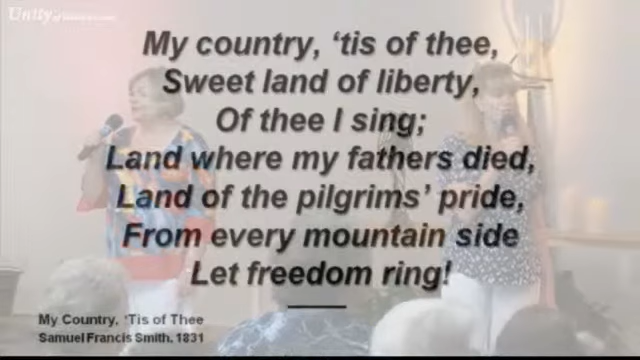 Unity
My country, ‘tis of thee,
Sweet land of liberty,
Of thee I sing;
Land where my fathers died,
Land of the pilgrims’ pride,
From every mountain side
Let freedom ring!
My Country, ‘Tis of Thee
Samuel Francis Smith, 1831